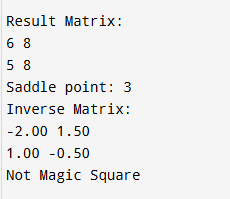 Result Matrix:
6 8
5 8
Saddle point: 3
Inverse Matrix:
-2.00 1.50
1.00 -0.50
Not Magic Square